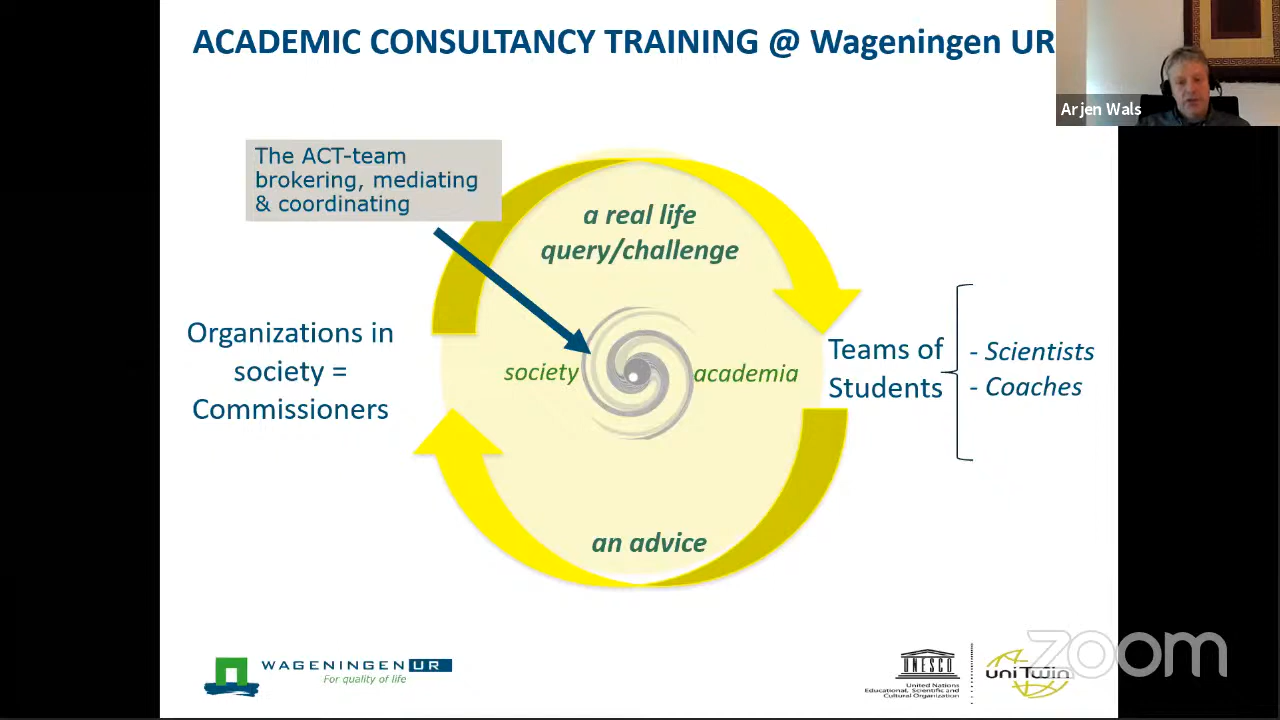 ACADEMIC CONSULTANCY TRAINING @ Wageningen UR
Arjen Wals
The ACT-team
brokering, mediating
& coordinating
a real life
query/challenge
Organizations in
society =
Commissioners
society
academia
Teams of
Students
- Scientists
- Coaches
an advice
WAGENINGEN UR
For quality of life
UNESCO
United Nations
Educational, Scientific and
Cultural Organization
uniTwin
zoom